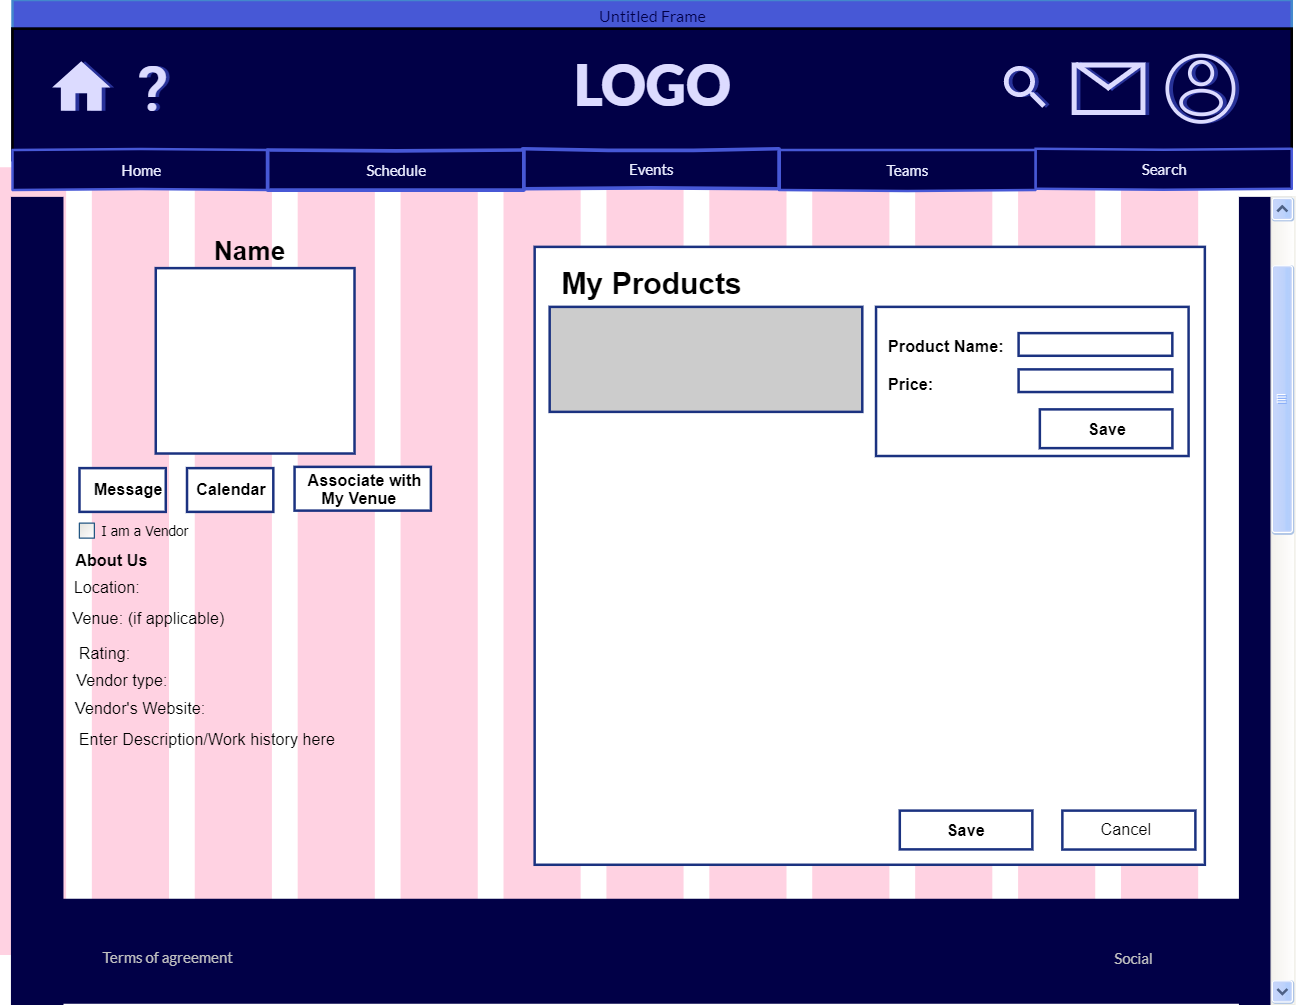 Untitled Frame
?
LOGO
Home
Schedule
Events
Teams
Search
Name
Message
Calendar
Associate with
My Venue
I am a Vendor
About Us
Location:
Venue: (if applicable)
Rating:
Vendor type:
Vendor's Website:
Enter Description/Work history here
My Products
Product Name:
Price:
Save
Save
Cancel
Terms of agreement
Social